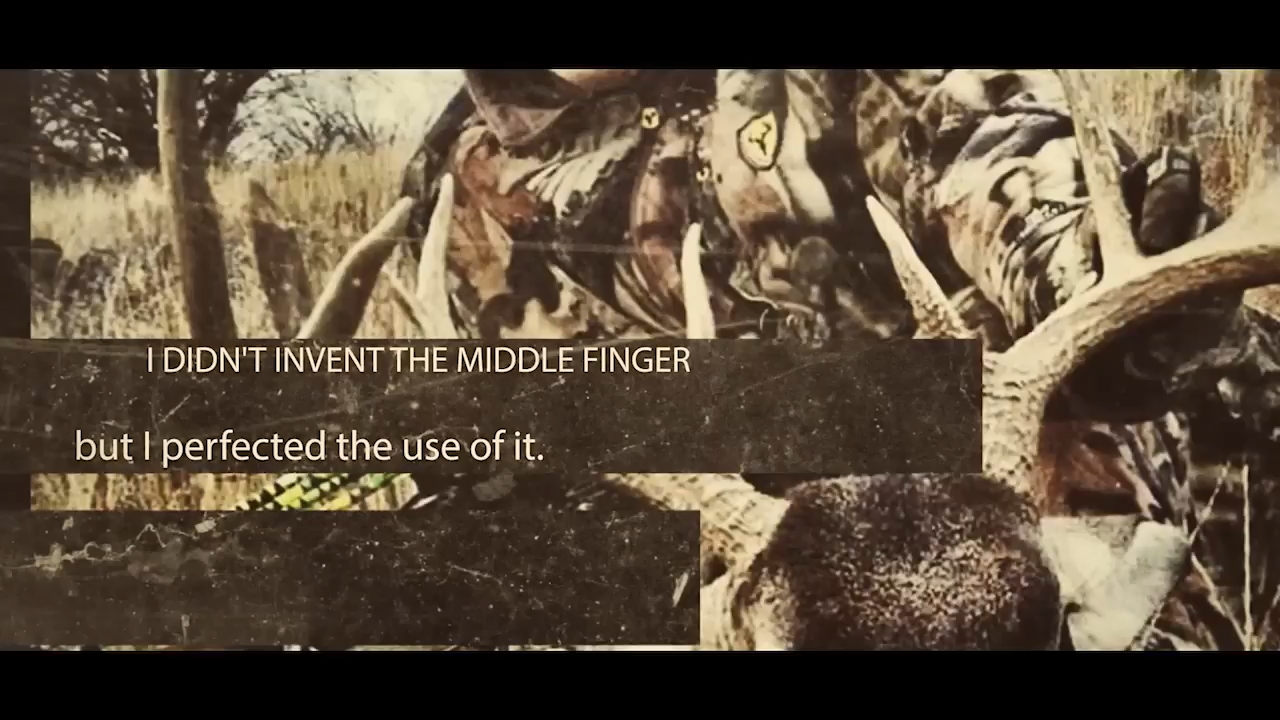 I DIDN'T INVENT THE MIDDLE FINGER
but I perfected the use of it.